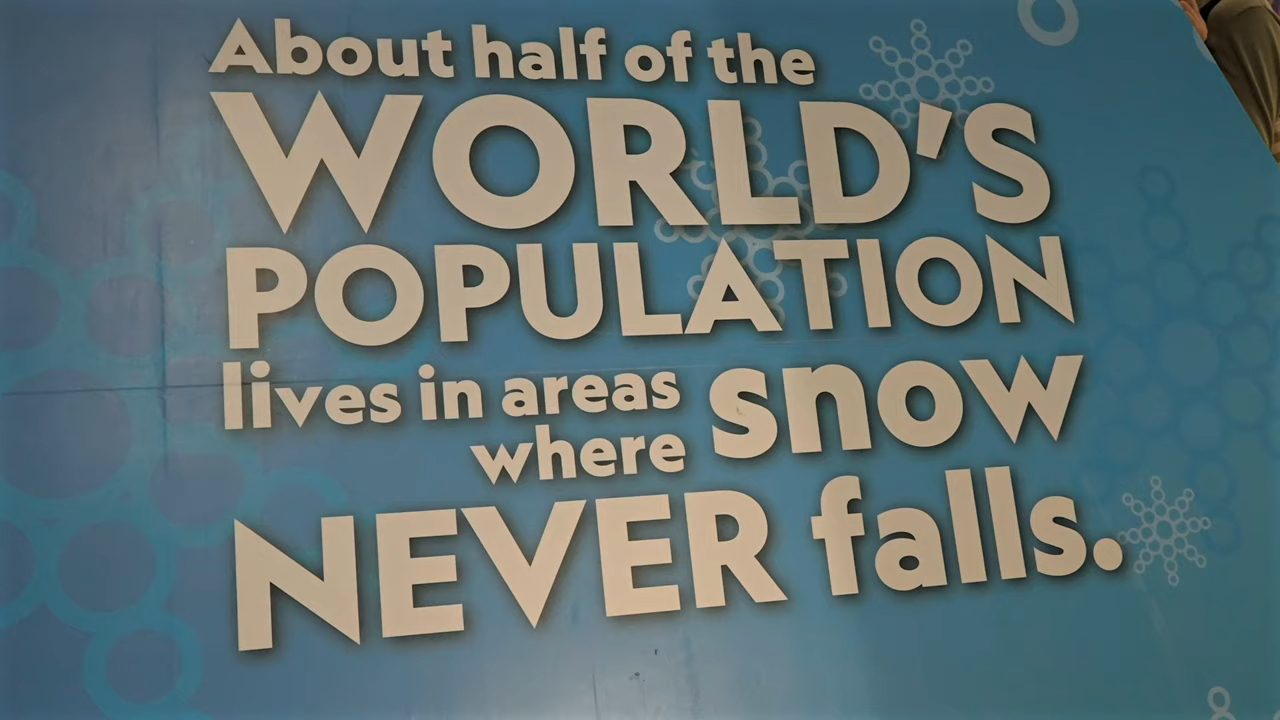 About half of the
WORLD'S
POPULATION
lives in areas snow
where
NEVER falls.